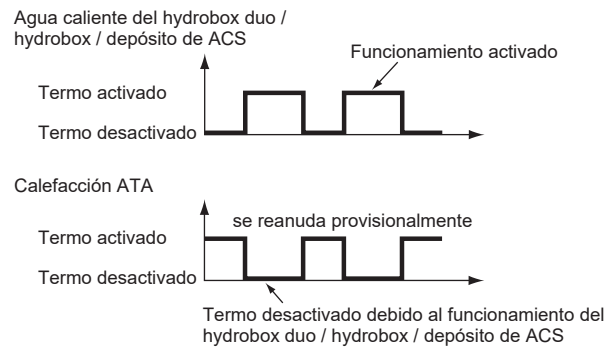 Agua caliente del hydrobox duo /
hydrobox / depósito de ACS
Funcionamiento activado
Termo activado
Termo desactivado
Calefacción ATA
se reanuda provisionalmente
Termo activado
Termo desactivado
Termo desactivado debido al funcionamiento del
hydrobox duo / hydrobox / depósito de ACS